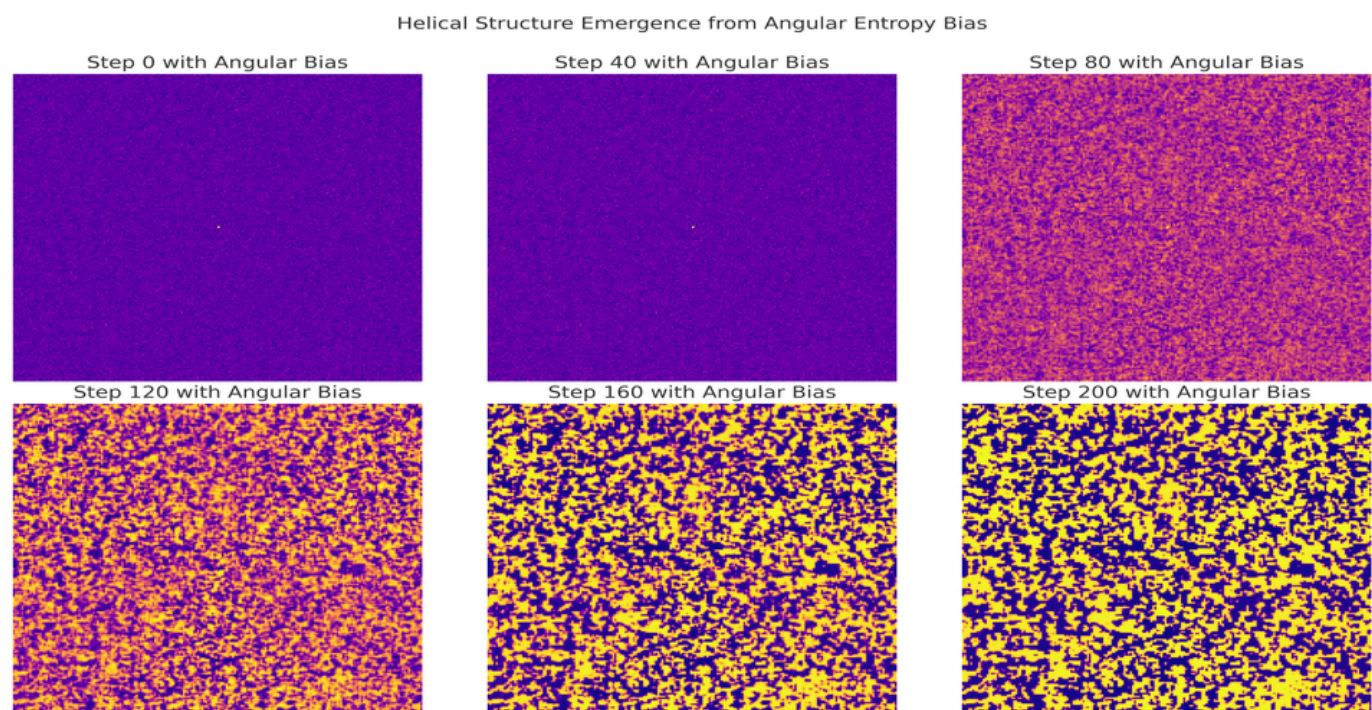 Helical Structure Emergence from Angular Entropy Bias
Step 0 with Angular Bias
Step 40 with Angular Bias
Step 80 with Angular Bias
Step 120 with Angular Bias
Step 160 with Angular Bias
Step 200 with Angular Bias